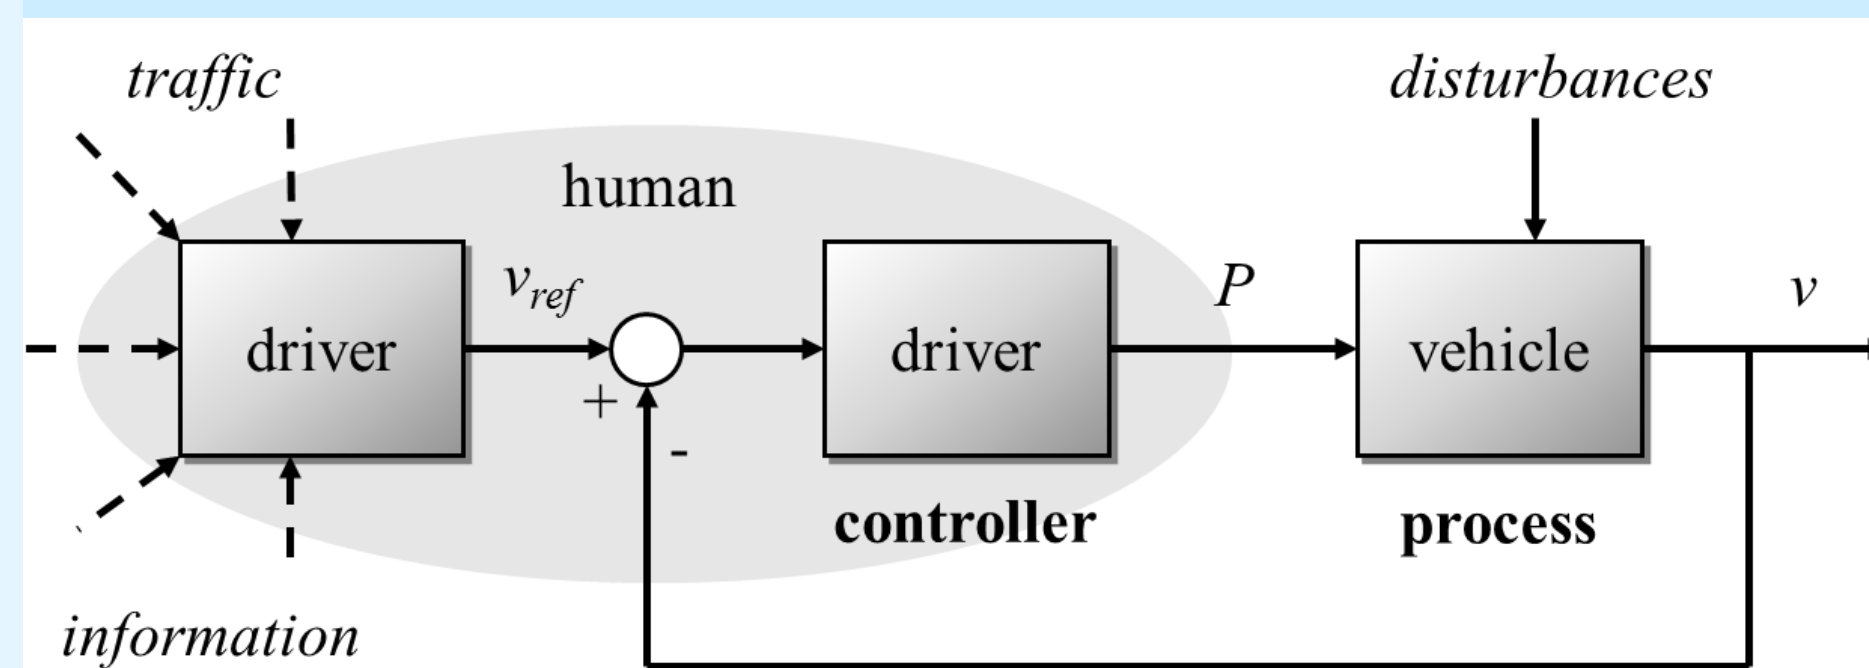 traffic
disturbances
human
v_ref
P
v
driver
driver
vehicle
+
-
controller
process
information